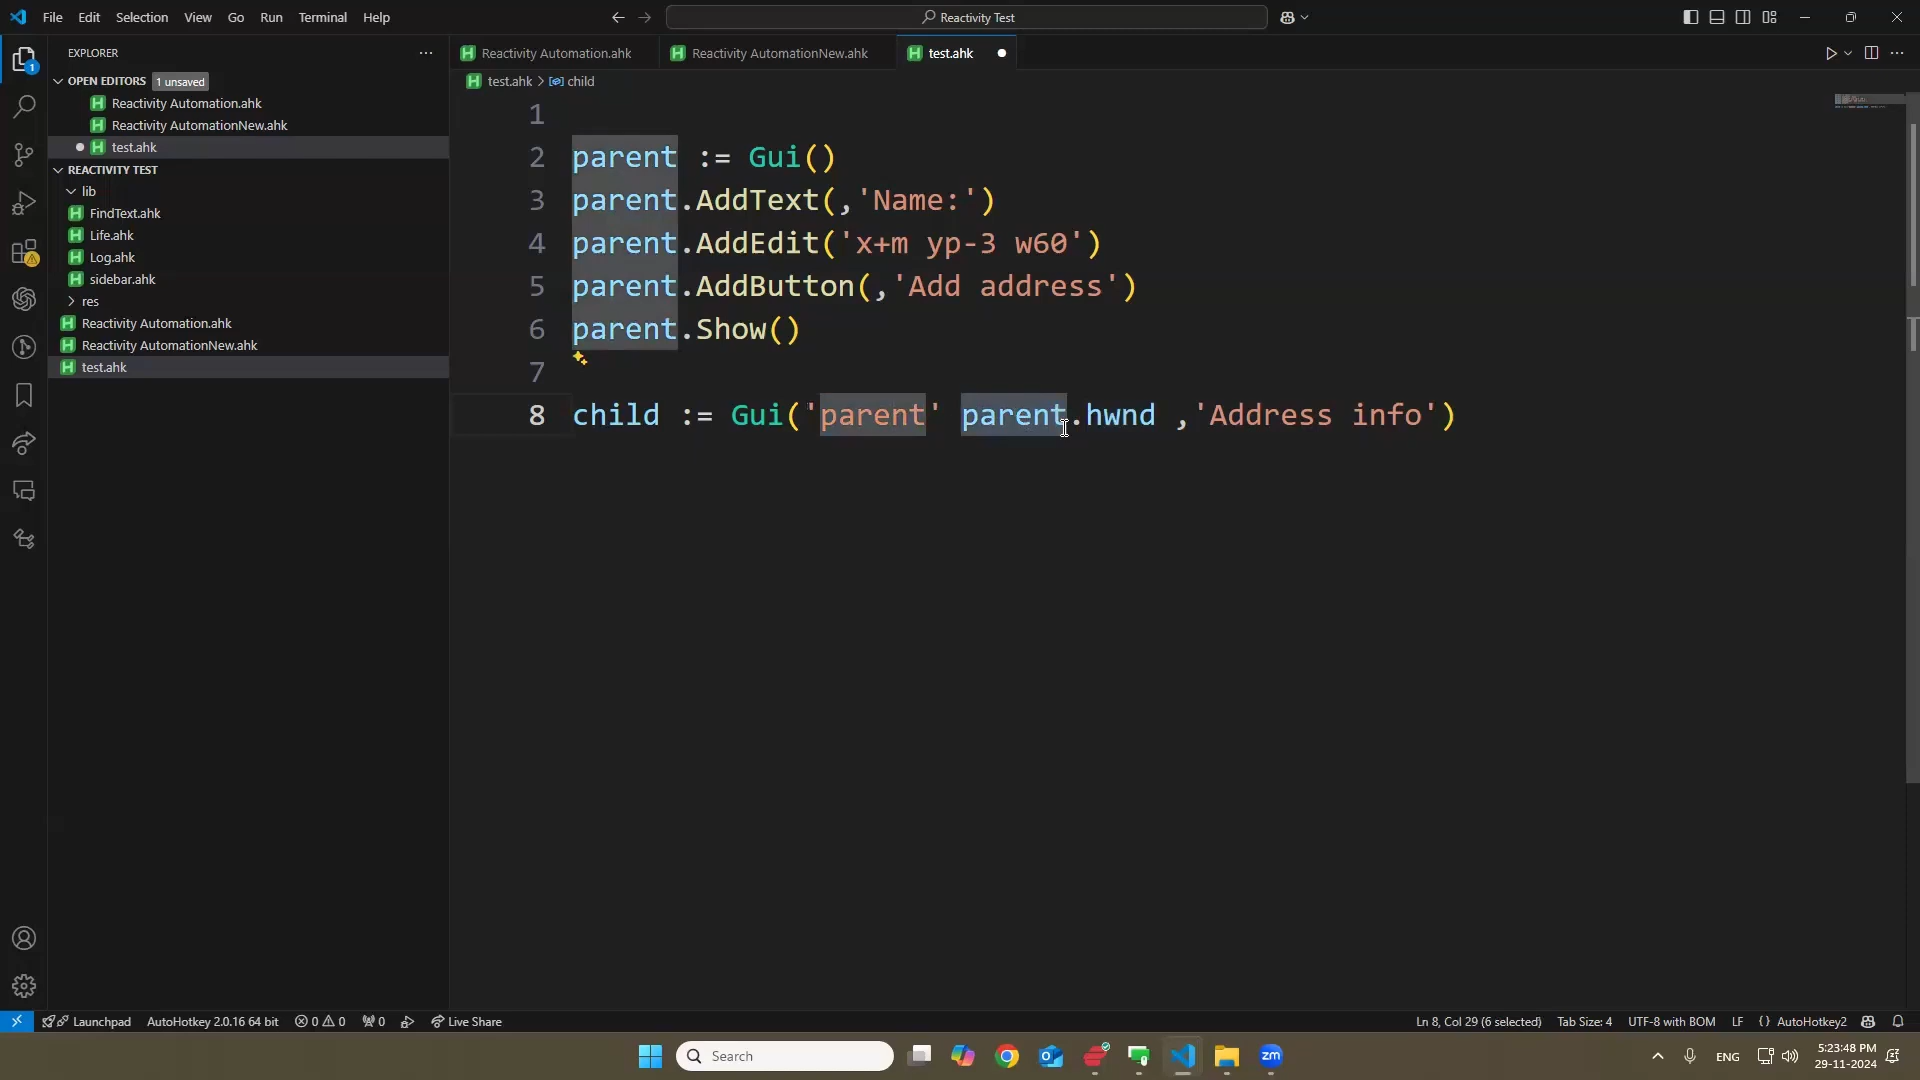 File Edit Selection View Go Run Terminal Help
Reactivity Test
EXPLORER
OPEN EDITORS 1 unsaved
Reactivity Automation.ahk
Reactivity AutomationNew.ahk
test.ahk
REACTIVITY TEST
lib
FindText.ahk
Life.ahk
Log.ahk
sidebar.ahk
res
Reactivity Automation.ahk
Reactivity AutomationNew.ahk
test.ahk
1
Reactivity Automation.ahk Reactivity AutomationNew.ahk test.ahk
test.ahk > child
1
2 parent := Gui()
3 parent.AddText(,'Name:')
4 parent.AddEdit('x+m yp-3 w60')
5 parent.AddButton(,'Add address')
6 parent.Show()
7
8 child := Gui('parent' parent.hwnd ,'Address info')
Launchpad AutoHotkey 2.0.16 64 bit 0 0 0 Live Share
Ln 8, Col 29 (6 selected) Tab Size: 4 UTF-8 with BOM LF {} AutoHotkey2
Search
zm
ENG
5:23:48 PM
29-11-2024